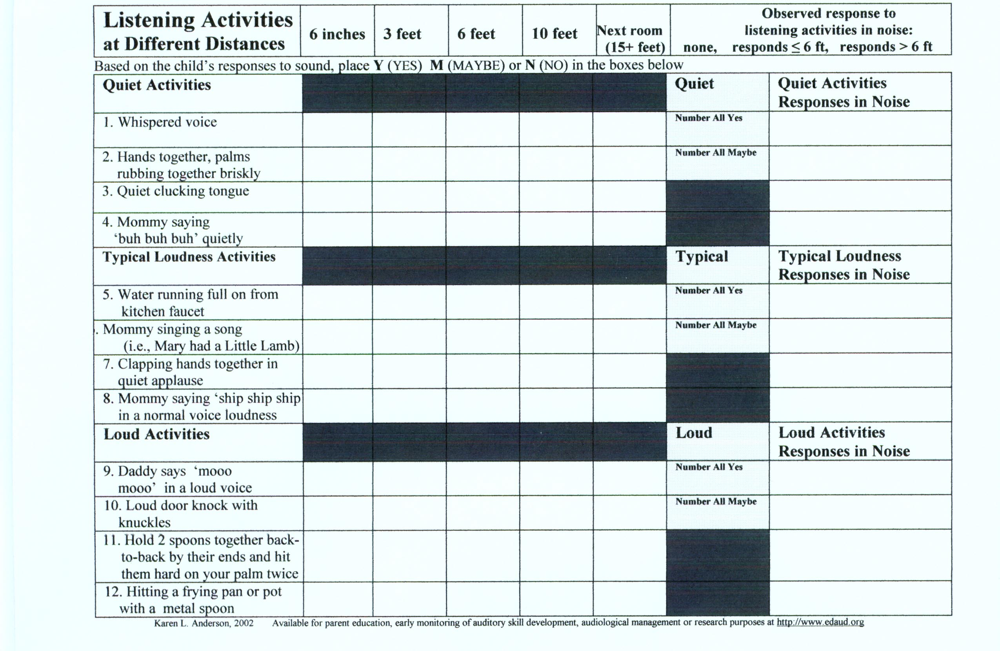 Listening Activities
at Different Distances
6 inches
3 feet
6 feet
10 feet
Next room
(15+ feet)
Observed response to
listening activities in noise:
none, responds ≤ 6 ft, responds > 6 ft
Based on the child’s responses to sound, place Y (YES) M (MAYBE) or N (NO) in the boxes below
Quiet Activities
Quiet
Quiet Activities
Responses in Noise
1. Whispered voice
Number All Yes
2. Hands together, palms
rubbing together briskly
Number All Maybe
3. Quiet clucking tongue
4. Mommy saying
‘buh buh buh’ quietly
Typical Loudness Activities
Typical
Typical Loudness
Responses in Noise
5. Water running full on from
kitchen faucet
Number All Yes
. Mommy singing a song
(i.e., Mary had a Little Lamb)
Number All Maybe
7. Clapping hands together in
quiet applause
8. Mommy saying ‘ship ship ship
in a normal voice loudness
Loud Activities
Loud
Loud Activities
Responses in Noise
9. Daddy says ‘mooo
mooo’ in a loud voice
Number All Yes
10. Loud door knock with
knuckles
Number All Maybe
11. Hold 2 spoons together back-
to-back by their ends and hit
them hard on your palm twice
12. Hitting a frying pan or pot
with a metal spoon
Karen L. Anderson, 2002 Available for parent education, early monitoring of auditory skill development, audiological management or research purposes at http://www.edaud.org